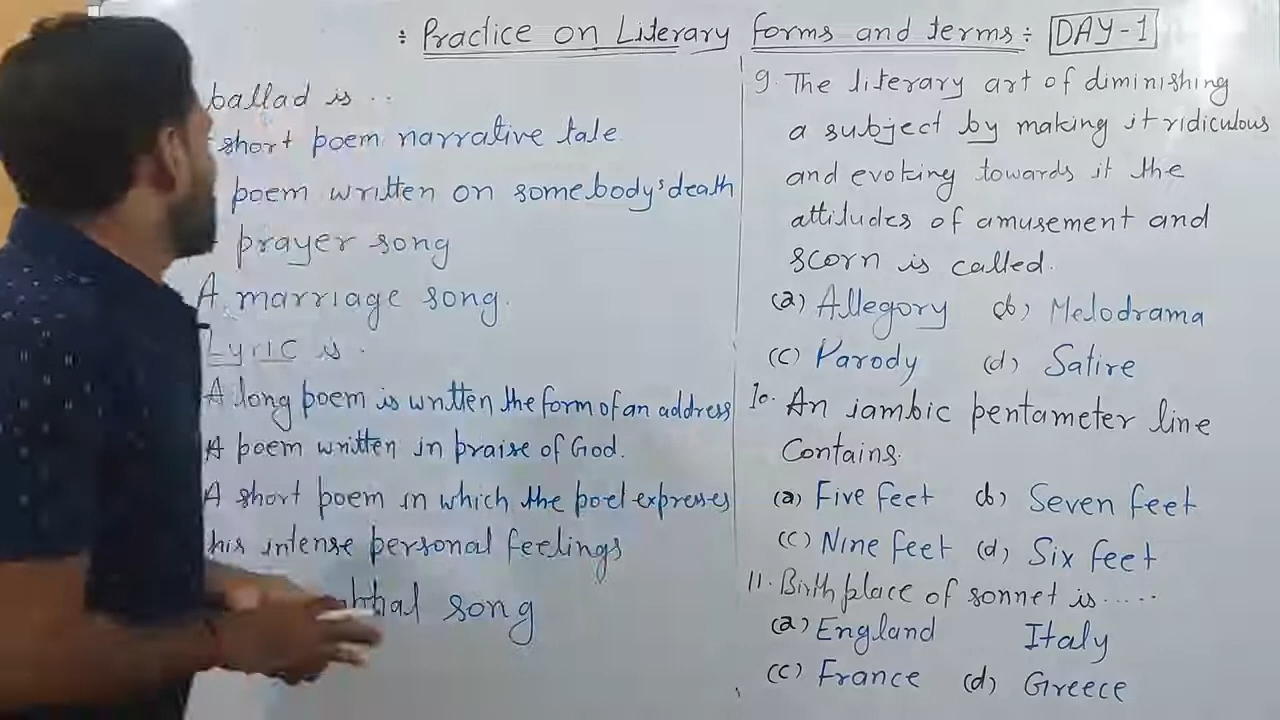 : Practice on Literary forms and terms : DAY-1
ballad is ..
short poem narrative tale.
poem written on somebody's death
prayer song
A marriage song.
Lyric is .
A long poem is written the form of an address
A poem written in praise of God.
A short poem in which the poet expresses
his intense personal feelings
song
9. The literary art of diminishing
a subject by making it ridiculous
and evoking towards it the
attitudes of amusement and
scorn is called.
(a) Allegory (b) Melodrama
(c) Parody (d) Satire
10. An iambic pentameter line
Contains.
(a) Five feet (b) Seven feet
(c) Nine feet (d) Six feet
11. Birth place of sonnet is.....
(a) England Italy
(c) France (d) Greece